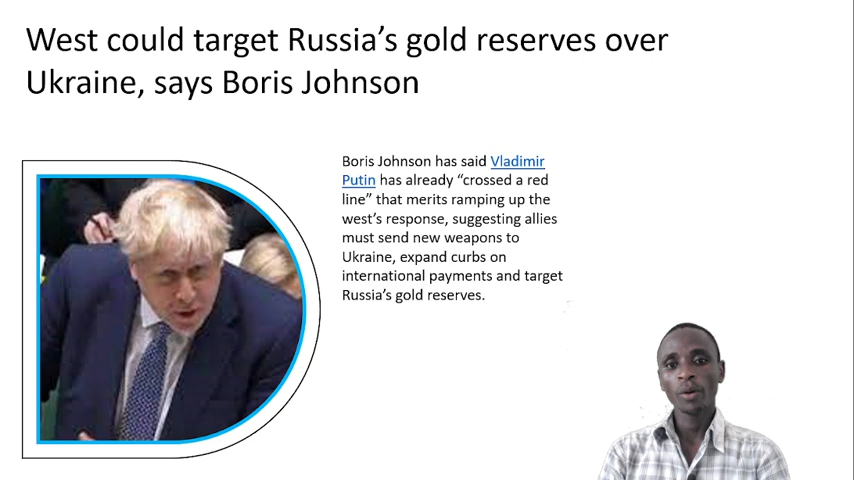 West could target Russia’s gold reserves over
Ukraine, says Boris Johnson
Boris Johnson has said Vladimir
Putin has already “crossed a red
line” that merits ramping up the
west’s response, suggesting allies
must send new weapons to
Ukraine, expand curbs on
international payments and target
Russia’s gold reserves.